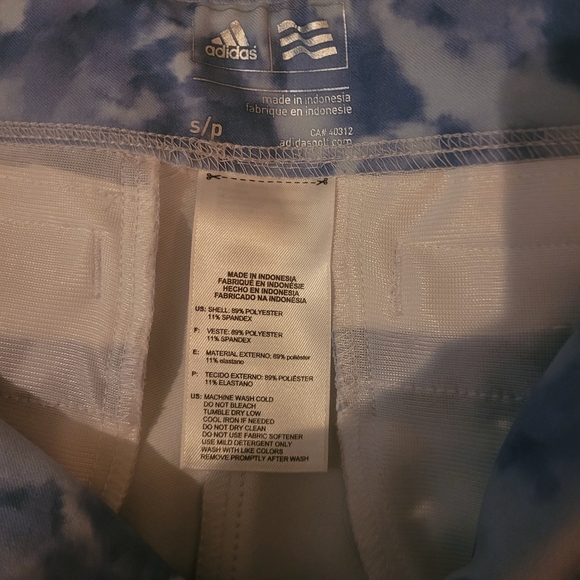 adidas
made in indonesia
fabriqué en indonésie
s/p
CA# 40312
adidasgolf.com
MADE IN INDONESIA
FABRIQUÉ EN INDONÉSIE
HECHO EN INDONESIA
FABRICADO NA INDONÉSIA
US: SHELL: 89% POLYESTER
11% SPANDEX
F: VESTE: 89% POLYESTER
11% SPANDEX
E: MATERIAL EXTERNO: 89% poliéster
11% elastano
P: TECIDO EXTERNO: 89% POLIÉSTER
11% ELASTANO
US: MACHINE WASH COLD
DO NOT BLEACH
TUMBLE DRY LOW
COOL IRON IF NEEDED
DO NOT DRY CLEAN
DO NOT USE FABRIC SOFTENER
USE MILD DETERGENT ONLY
WASH WITH LIKE COLORS
REMOVE PROMPTLY AFTER WASH